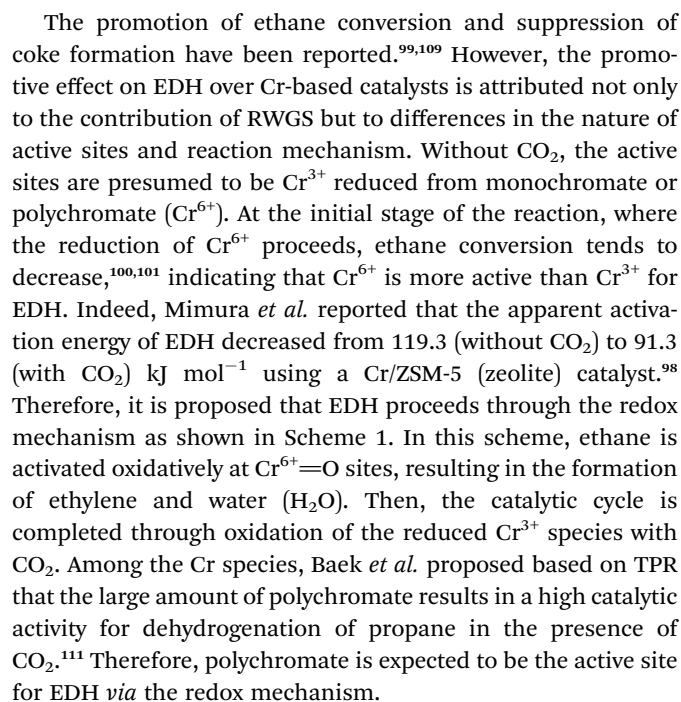 The promotion of ethane conversion and suppression of
coke formation have been reported.⁹⁹,¹⁰⁹ However, the promo-
tive effect on EDH over Cr-based catalysts is attributed not only
to the contribution of RWGS but to differences in the nature of
active sites and reaction mechanism. Without CO₂, the active
sites are presumed to be Cr³⁺ reduced from monochromate or
polychromate (Cr⁶⁺). At the initial stage of the reaction, where
the reduction of Cr⁶⁺ proceeds, ethane conversion tends to
decrease,¹⁰⁰,¹⁰¹ indicating that Cr⁶⁺ is more active than Cr³⁺ for
EDH. Indeed, Mimura et al. reported that the apparent activa-
tion energy of EDH decreased from 119.3 (without CO₂) to 91.3
(with CO₂) kJ mol⁻¹ using a Cr/ZSM-5 (zeolite) catalyst.⁹⁸
Therefore, it is proposed that EDH proceeds through the redox
mechanism as shown in Scheme 1. In this scheme, ethane is
activated oxidatively at Cr⁶⁺═O sites, resulting in the formation
of ethylene and water (H₂O). Then, the catalytic cycle is
completed through oxidation of the reduced Cr³⁺ species with
CO₂. Among the Cr species, Baek et al. proposed based on TPR
that the large amount of polychromate results in a high catalytic
activity for dehydrogenation of propane in the presence of
CO₂.¹¹¹ Therefore, polychromate is expected to be the active site
for EDH via the redox mechanism.